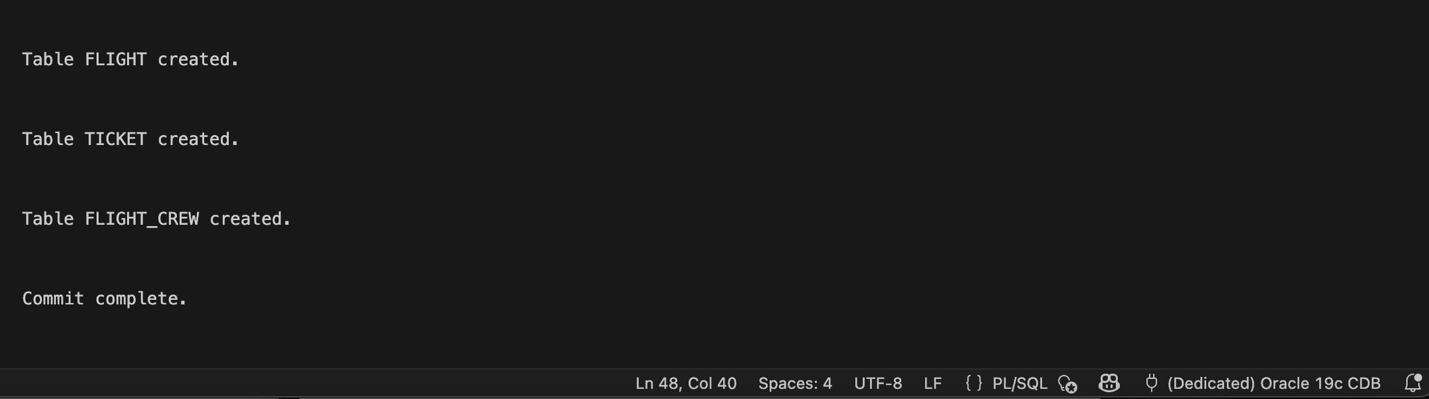 Table FLIGHT created.
Table TICKET created.
Table FLIGHT_CREW created.
Commit complete.
Ln 48, Col 40 Spaces: 4 UTF-8 LF { } PL/SQL (Dedicated) Oracle 19c CDB